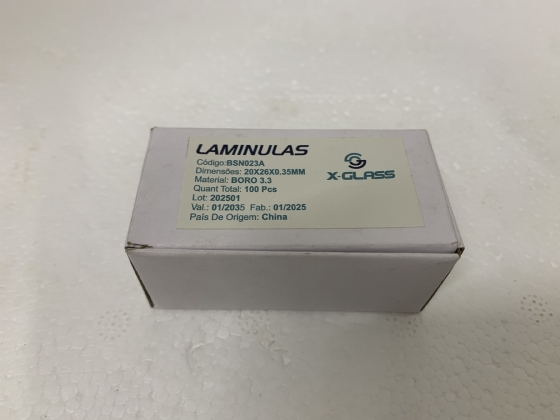 LAMINULAS
Código:BSN023A
Dimensões: 20X26X0.35MM
Material: BORO 3.3
Quant Total: 100 Pcs
Lot: 202501
Val.: 01/2035 Fab.: 01/2025
País De Origem: China
X-GLASS